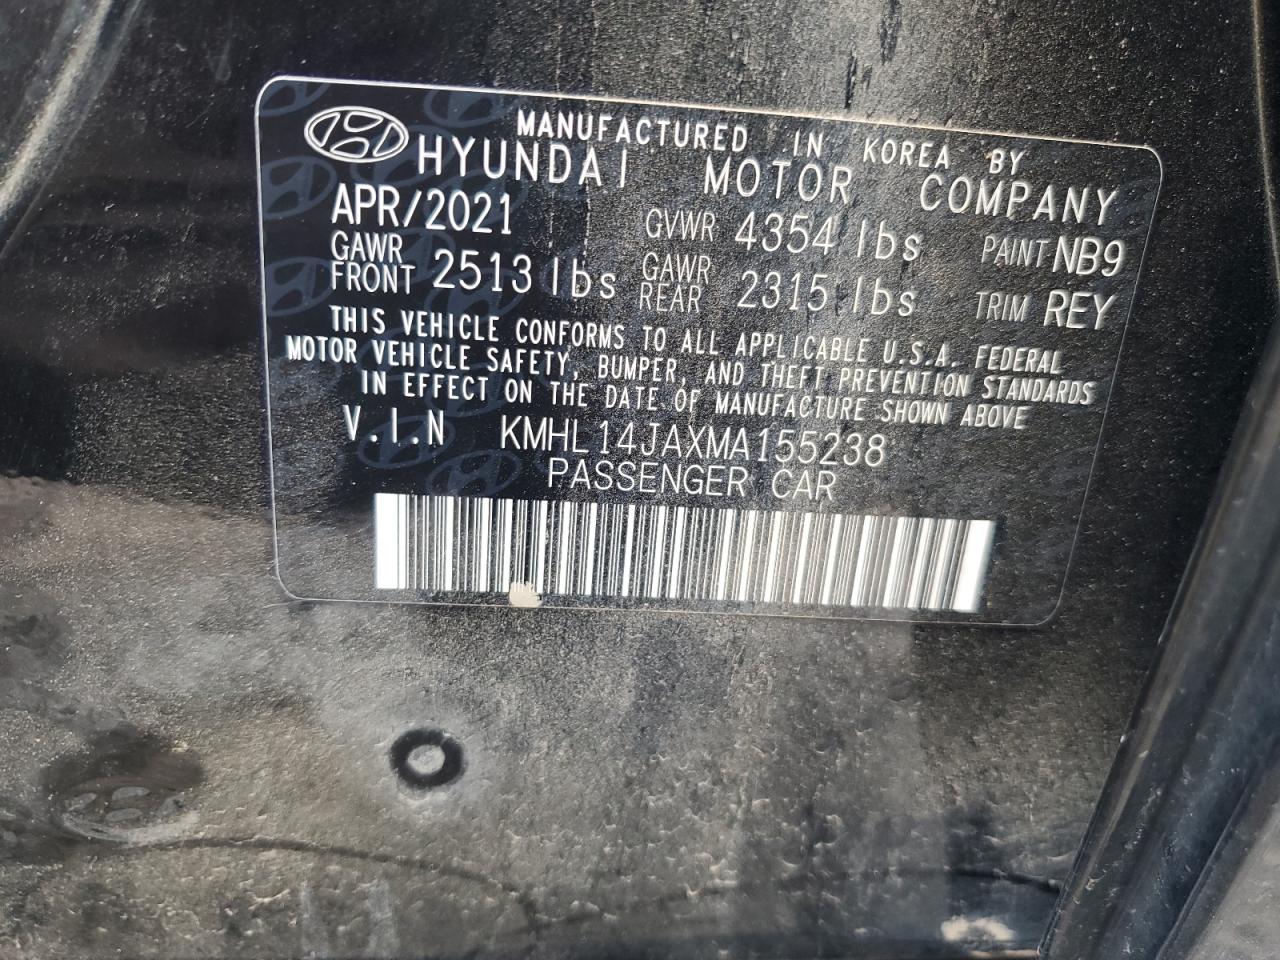 MANUFACTURED IN KOREA BY
HYUNDAI MOTOR COMPANY
APR/2021 GVWR 4354 lbs PAINT NB9
GAWR FRONT 2513 lbs GAWR REAR 2315 lbs TRIM REY
THIS VEHICLE CONFORMS TO ALL APPLICABLE U.S.A. FEDERAL
MOTOR VEHICLE SAFETY, BUMPER, AND THEFT PREVENTION STANDARDS
IN EFFECT ON THE DATE OF MANUFACTURE SHOWN ABOVE
V.I.N KMHL14JAXMA155238
PASSENGER CAR